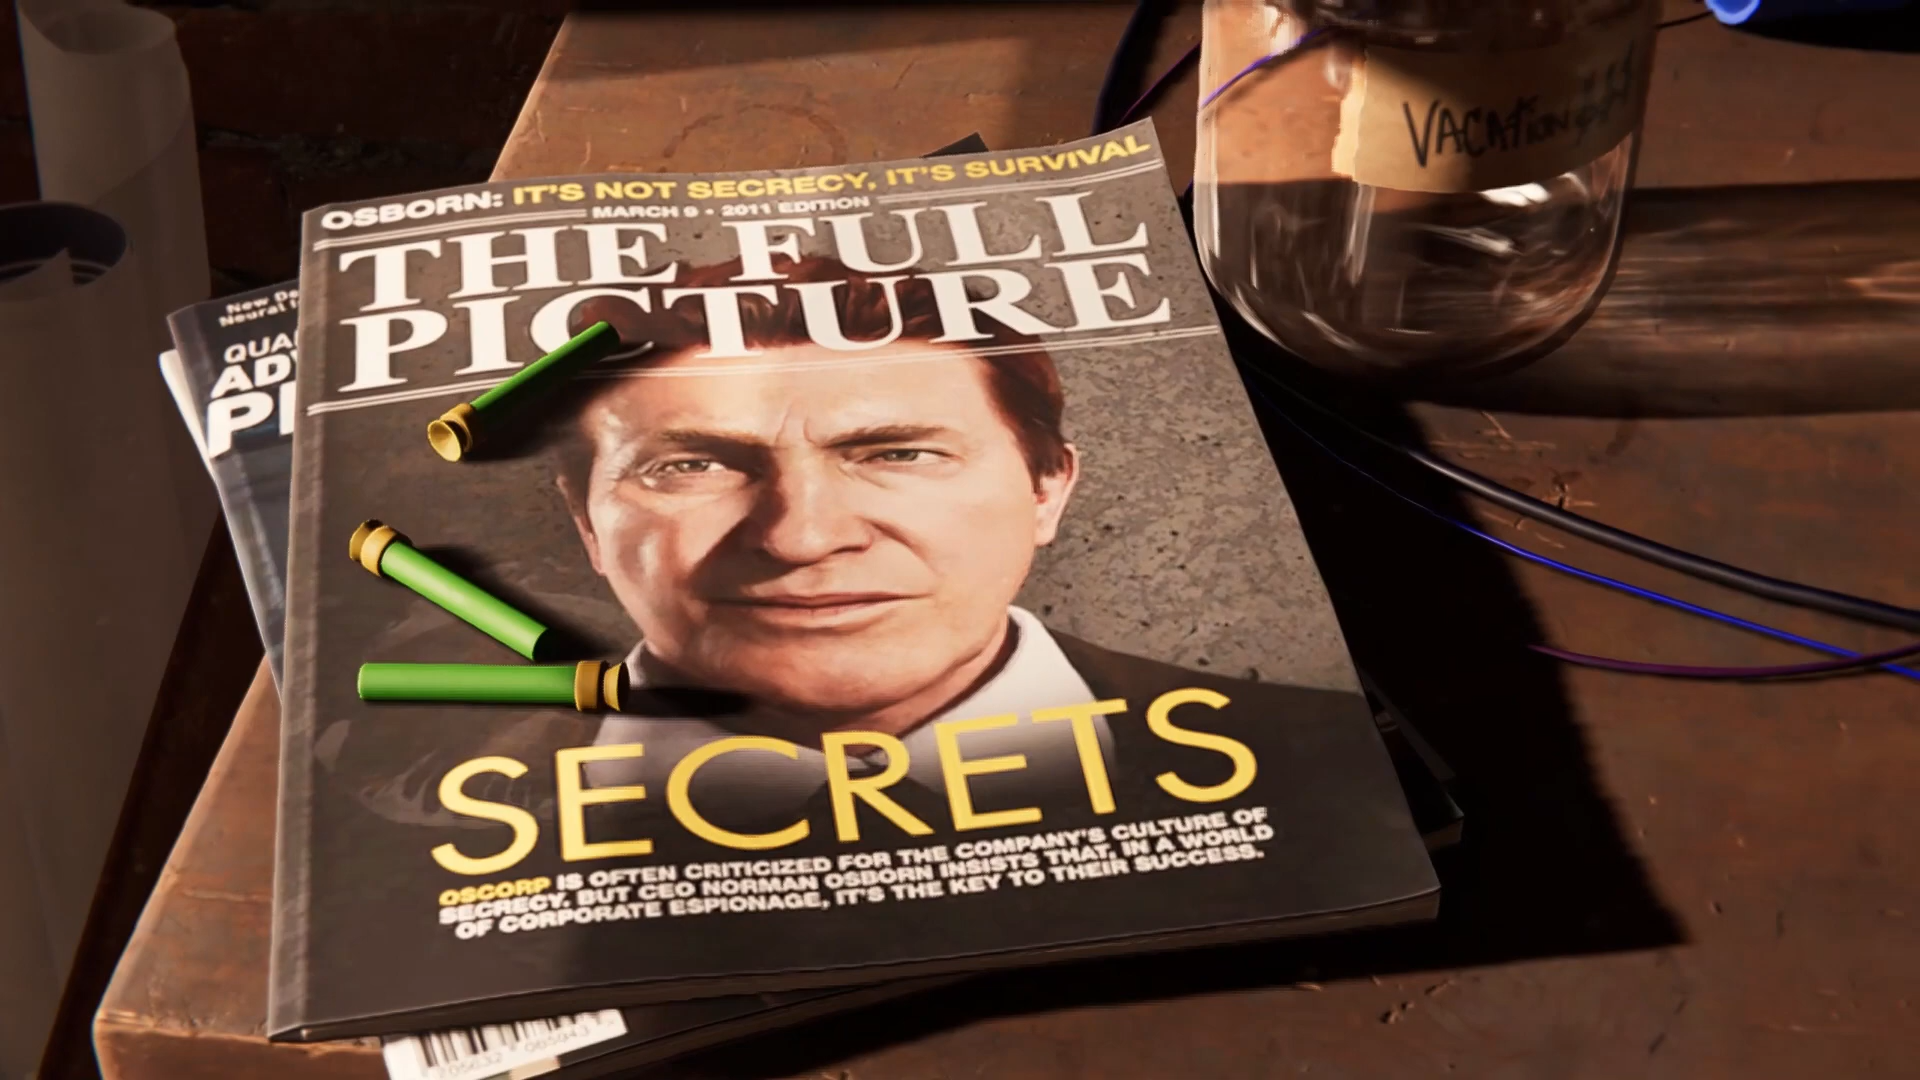 OSBORN: IT'S NOT SECRECY, IT'S SURVIVAL
MARCH 9 • 2011 EDITION
THE FULL
PICTURE
SECRETS
OSCORP IS OFTEN CRITICIZED FOR THE COMPANY'S CULTURE OF
SECRECY. BUT CEO NORMAN OSBORN INSISTS THAT, IN A WORLD
OF CORPORATE ESPIONAGE, IT'S THE KEY TO THEIR SUCCESS.
New
Neural
VACATION